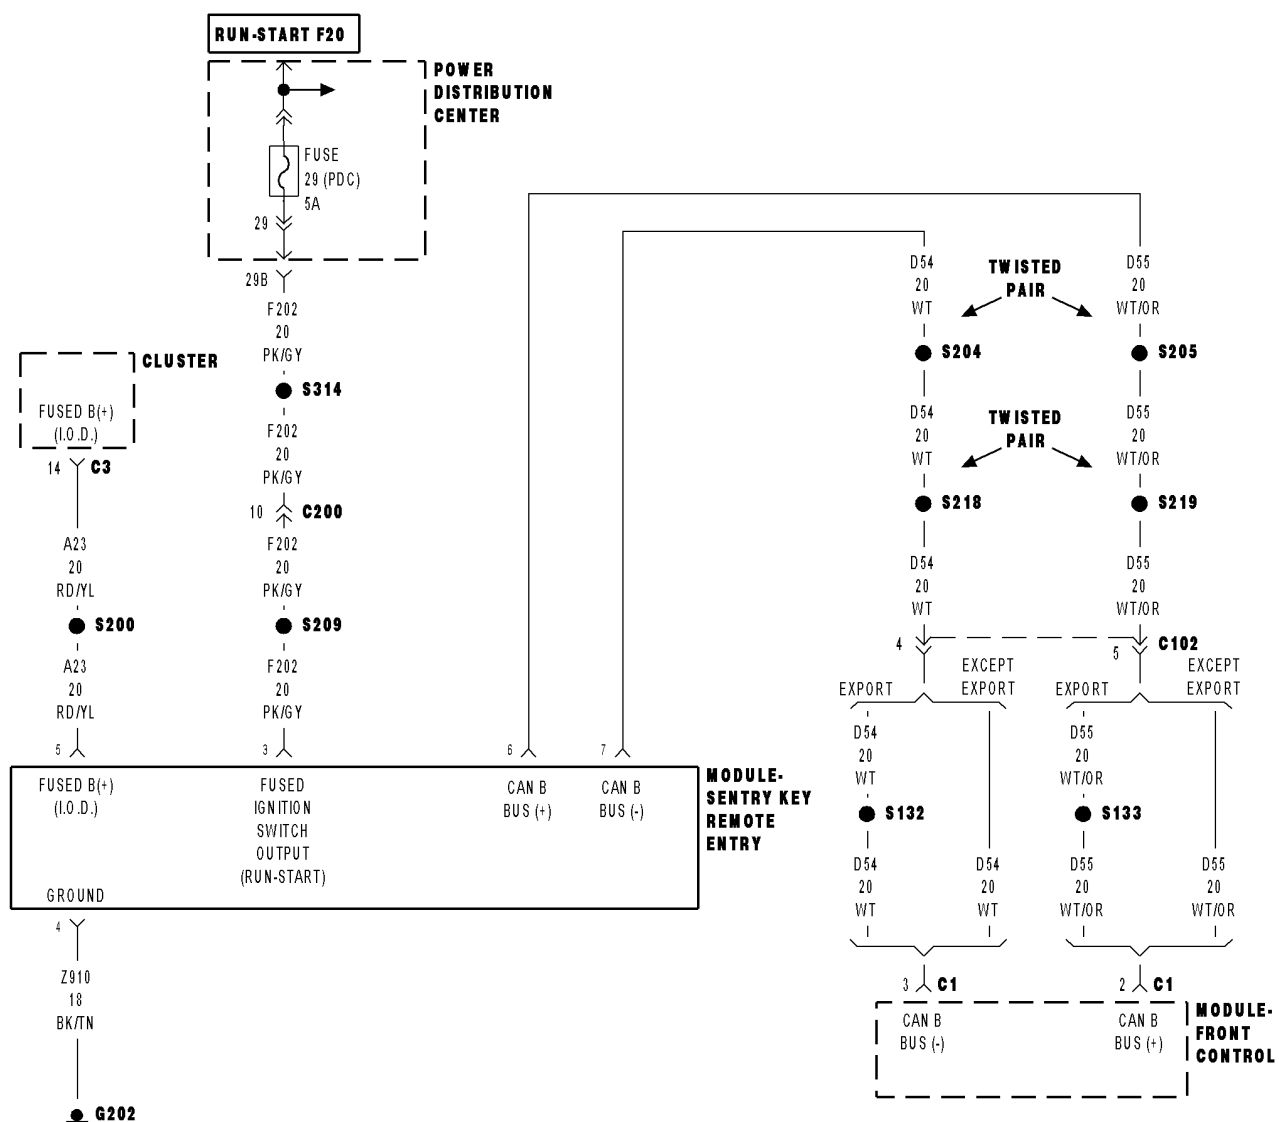 RUN-START F20
POWER
DISTRIBUTION
CENTER
FUSE
29 (PDC)
5A
29
29B
F202
20
PK/GY
S314
F202
20
PK/GY
10
C200
F202
20
PK/GY
S209
F202
20
PK/GY
3
CLUSTER
FUSED B(+)
(I.O.D.)
14
C3
A23
20
RD/YL
S200
A23
20
RD/YL
5
6
7
D54
20
WT
TWISTED
PAIR
D55
20
WT/OR
S204
S205
D54
20
WT
TWISTED
PAIR
D55
20
WT/OR
S218
S219
D54
20
WT
D55
20
WT/OR
4
5
C102
EXPORT
EXCEPT
EXPORT
EXPORT
EXCEPT
EXPORT
D54
20
WT
D55
20
WT/OR
S132
S133
D54
20
WT
D54
20
WT
D55
20
WT/OR
D55
20
WT/OR
3
C1
2
C1
CAN B
BUS (-)
CAN B
BUS (+)
MODULE-
FRONT
CONTROL
FUSED B(+)
(I.O.D.)
FUSED
IGNITION
SWITCH
OUTPUT
(RUN-START)
CAN B
BUS (+)
CAN B
BUS (-)
MODULE-
SENTRY KEY
REMOTE
ENTRY
GROUND
4
Z910
18
BK/TN
G202